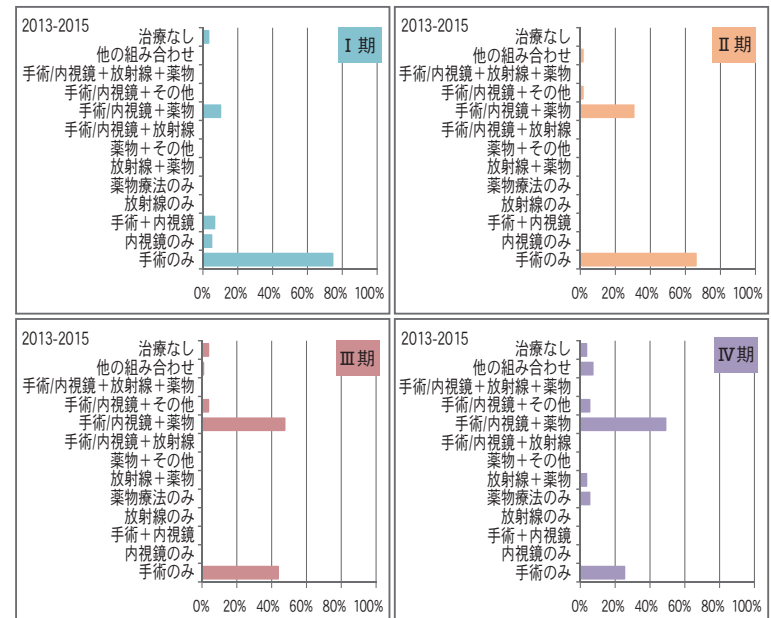 2013-2015
Ⅰ期
治療なし
他の組み合わせ
手術/内視鏡＋放射線＋薬物
手術/内視鏡＋その他
手術/内視鏡＋薬物
手術/内視鏡＋放射線
薬物＋その他
放射線＋薬物
薬物療法のみ
放射線のみ
手術＋内視鏡
内視鏡のみ
手術のみ
0% 20% 40% 60% 80% 100%
2013-2015
Ⅱ期
治療なし
他の組み合わせ
手術/内視鏡＋放射線＋薬物
手術/内視鏡＋その他
手術/内視鏡＋薬物
手術/内視鏡＋放射線
薬物＋その他
放射線＋薬物
薬物療法のみ
放射線のみ
手術＋内視鏡
内視鏡のみ
手術のみ
0% 20% 40% 60% 80% 100%
2013-2015
Ⅲ期
治療なし
他の組み合わせ
手術/内視鏡＋放射線＋薬物
手術/内視鏡＋その他
手術/内視鏡＋薬物
手術/内視鏡＋放射線
薬物＋その他
放射線＋薬物
薬物療法のみ
放射線のみ
手術＋内視鏡
内視鏡のみ
手術のみ
0% 20% 40% 60% 80% 100%
2013-2015
Ⅳ期
治療なし
他の組み合わせ
手術/内視鏡＋放射線＋薬物
手術/内視鏡＋その他
手術/内視鏡＋薬物
手術/内視鏡＋放射線
薬物＋その他
放射線＋薬物
薬物療法のみ
放射線のみ
手術＋内視鏡
内視鏡のみ
手術のみ
0% 20% 40% 60% 80% 100%